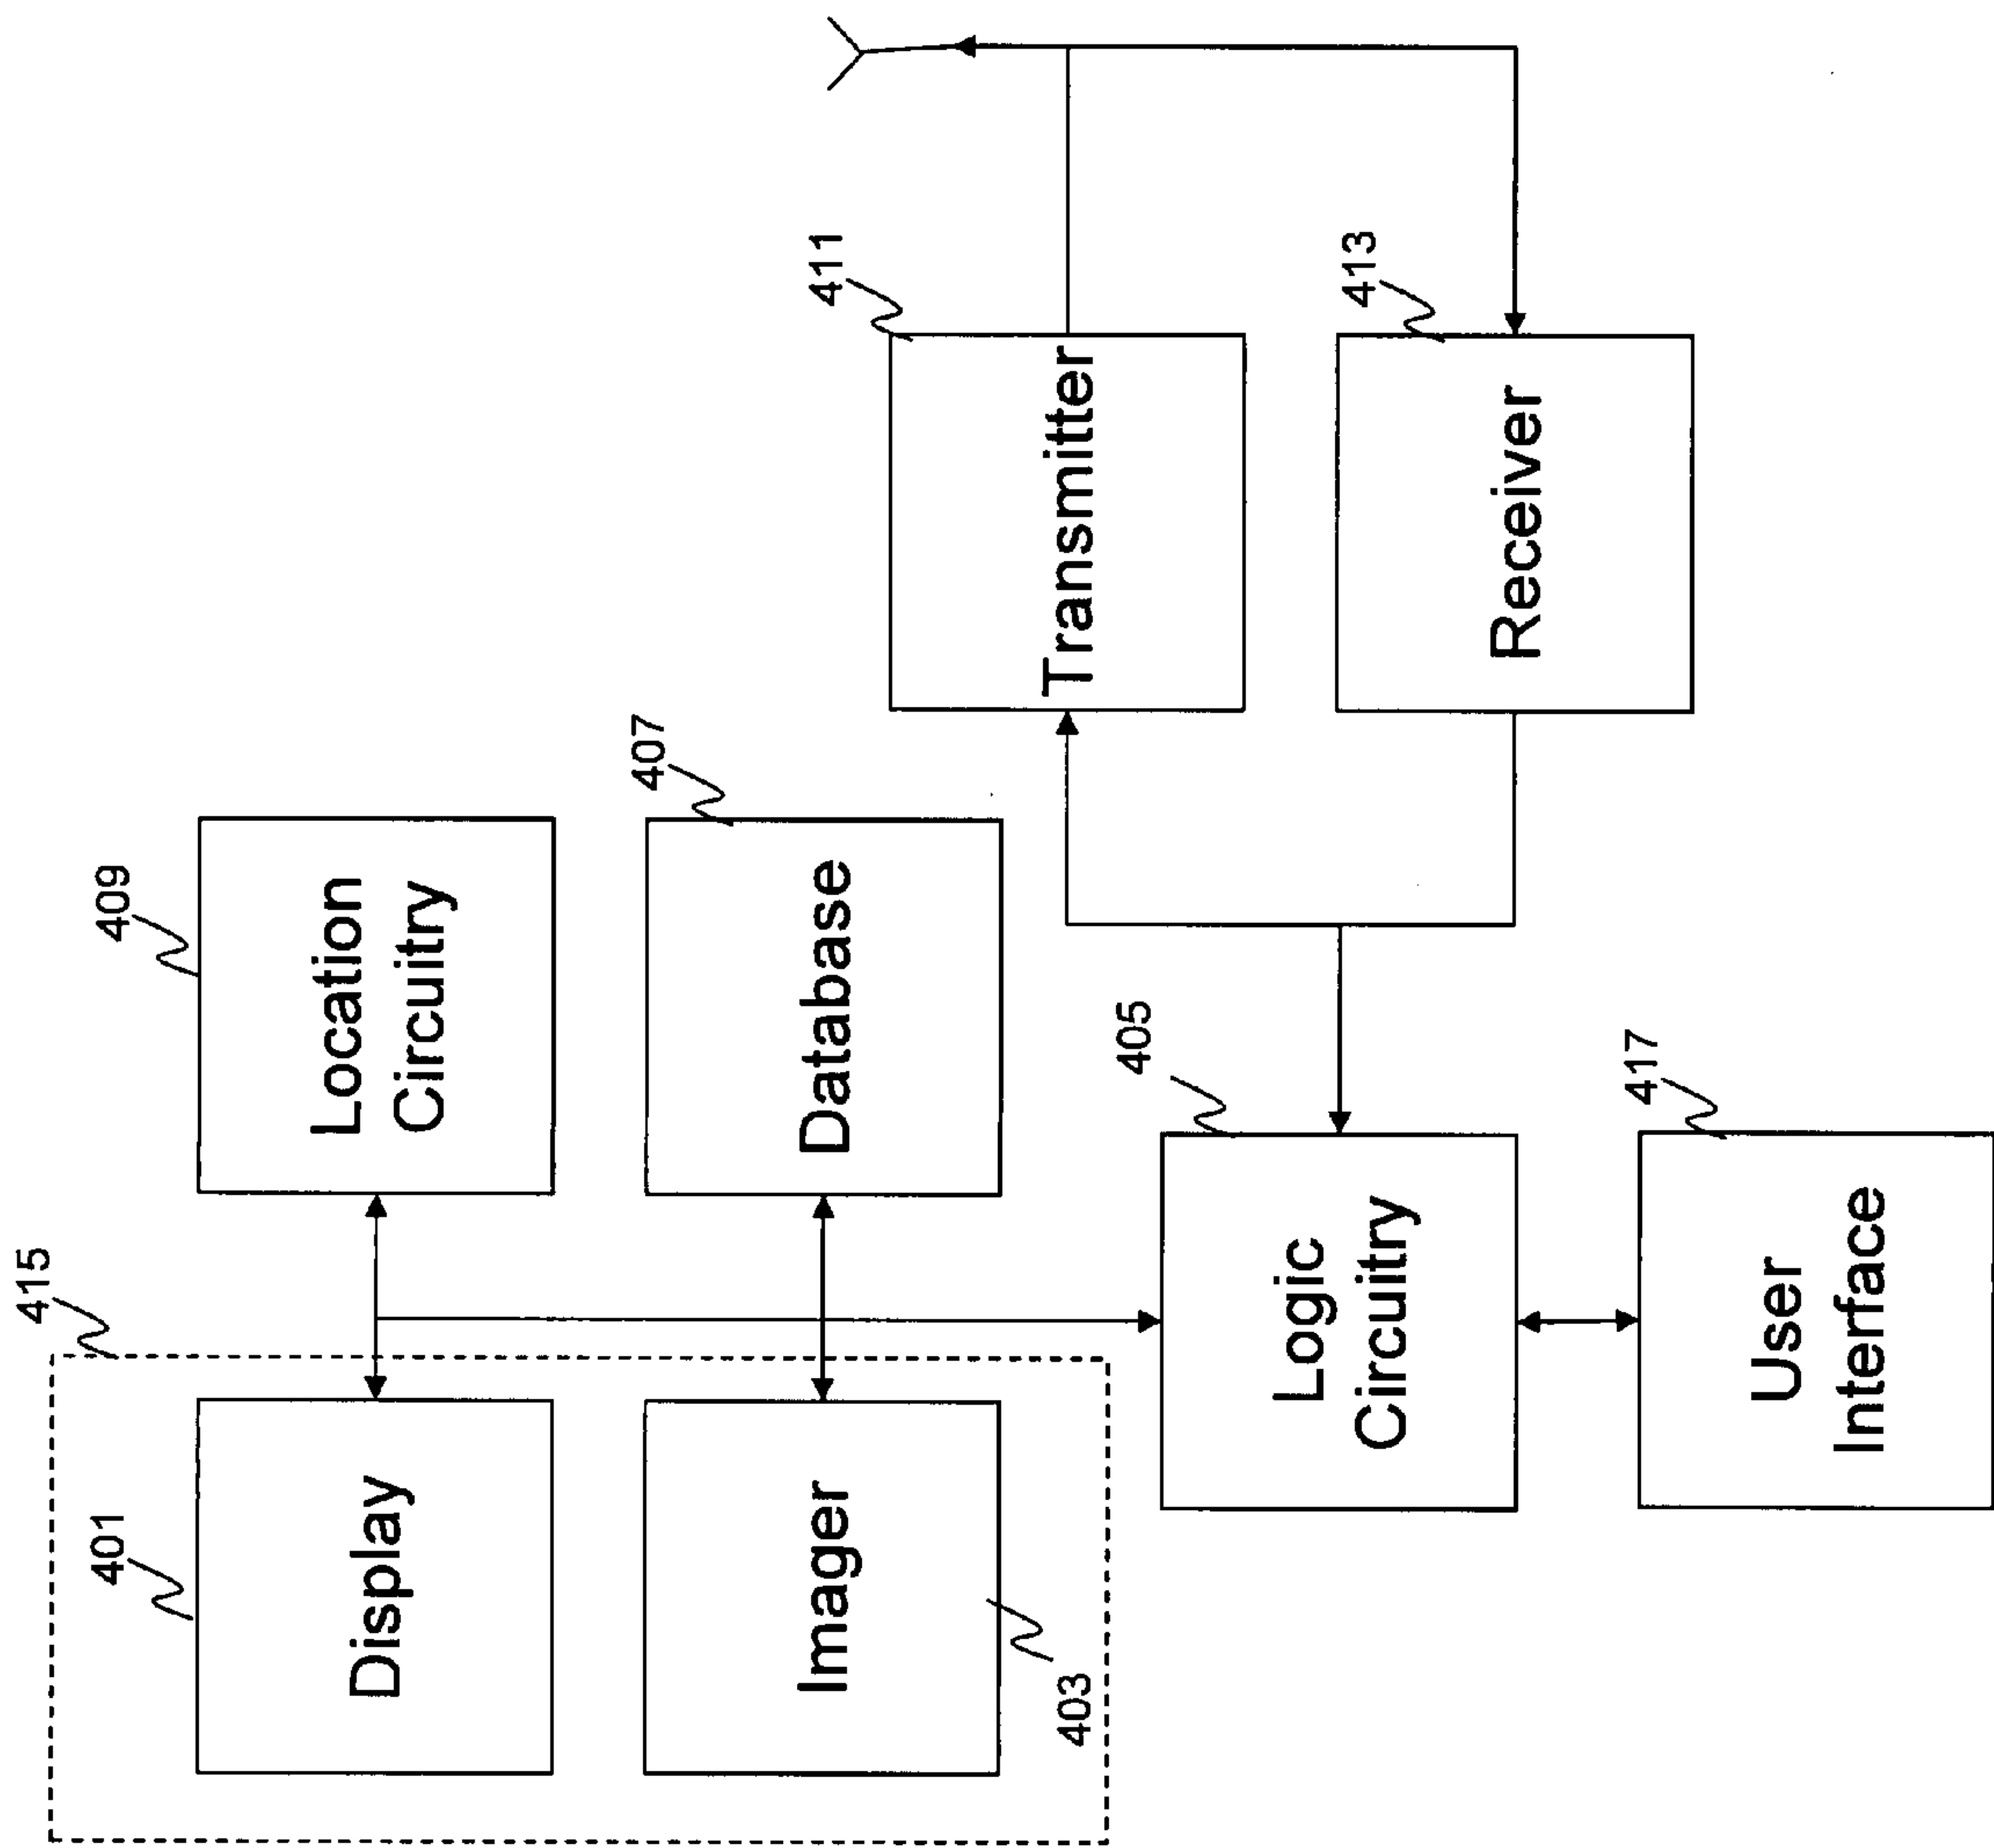 415
401
Display
409
Location
Circuitry
Imager
403
407
Database
405
Logic
Circuitry
417
User
Interface
411
Transmitter
413
Receiver